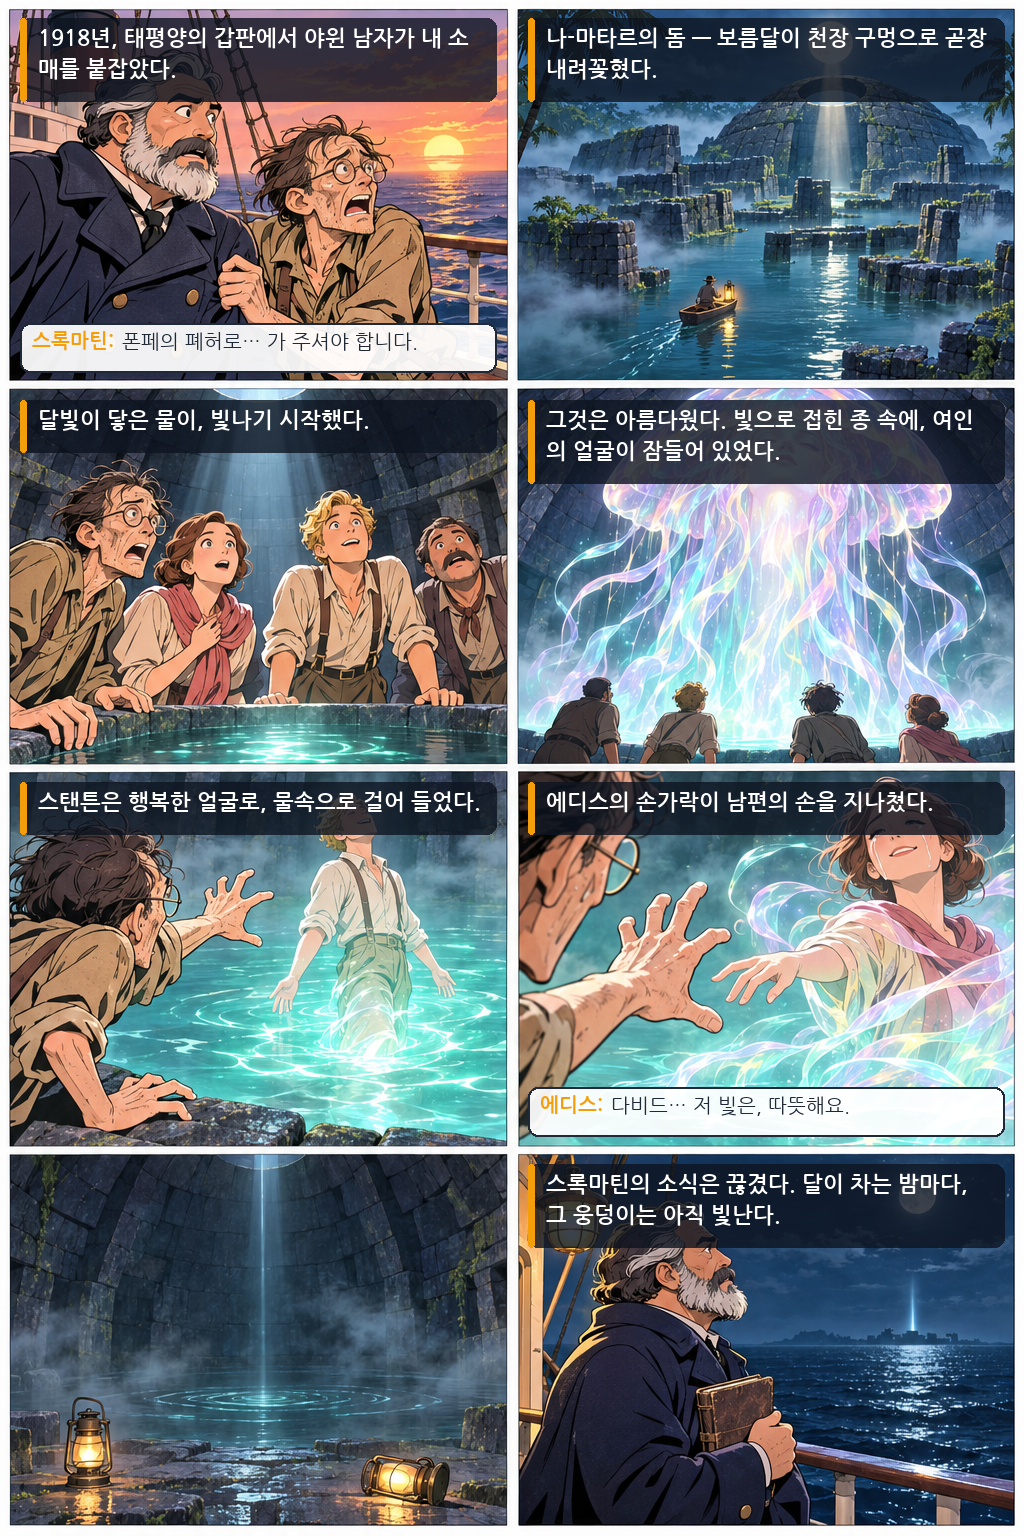 1918년, 태평양의 갑판에서 야윈 남자가 내 소
매를 붙잡았다.
스록마틴: 폰페의 폐허로… 가 주셔야 합니다.
나-마타르의 돔 — 보름달이 천장 구멍으로 곧장
내려꽂혔다.
달빛이 닿은 물이, 빛나기 시작했다.
그것은 아름다웠다. 빛으로 접힌 종 속에, 여인
의 얼굴이 잠들어 있었다.
스탠튼은 행복한 얼굴로, 물속으로 걸어 들었다.
에디스의 손가락이 남편의 손을 지나쳤다.
에디스: 다비드… 저 빛은, 따뜻해요.
스록마틴의 소식은 끊겼다. 달이 차는 밤마다,
그 웅덩이는 아직 빛난다.